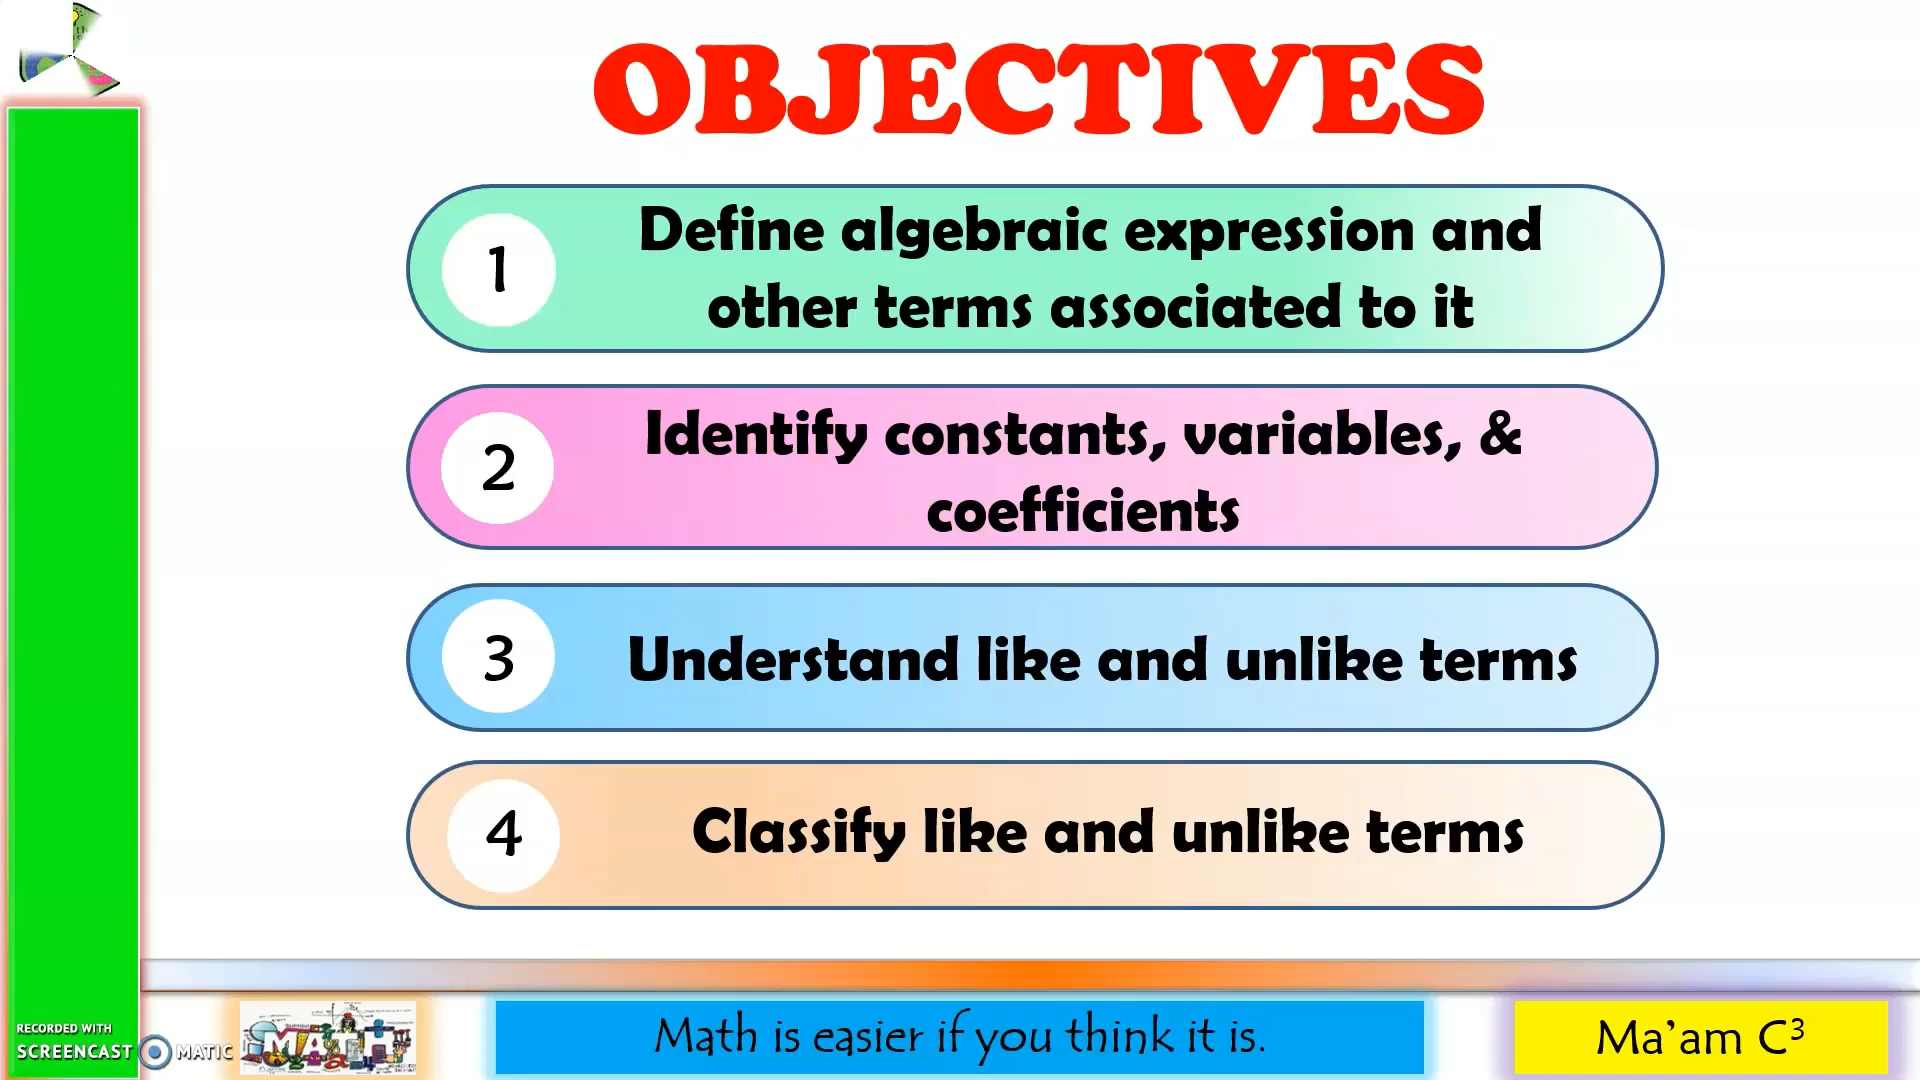 OBJECTIVES
1
Define algebraic expression and
other terms associated to it
2
Identify constants, variables, &
coefficients
3
Understand like and unlike terms
4
Classify like and unlike terms
RECORDED WITH
SCREENCAST MATIC
MATH
Math is easier if you think it is.
Ma’am C³